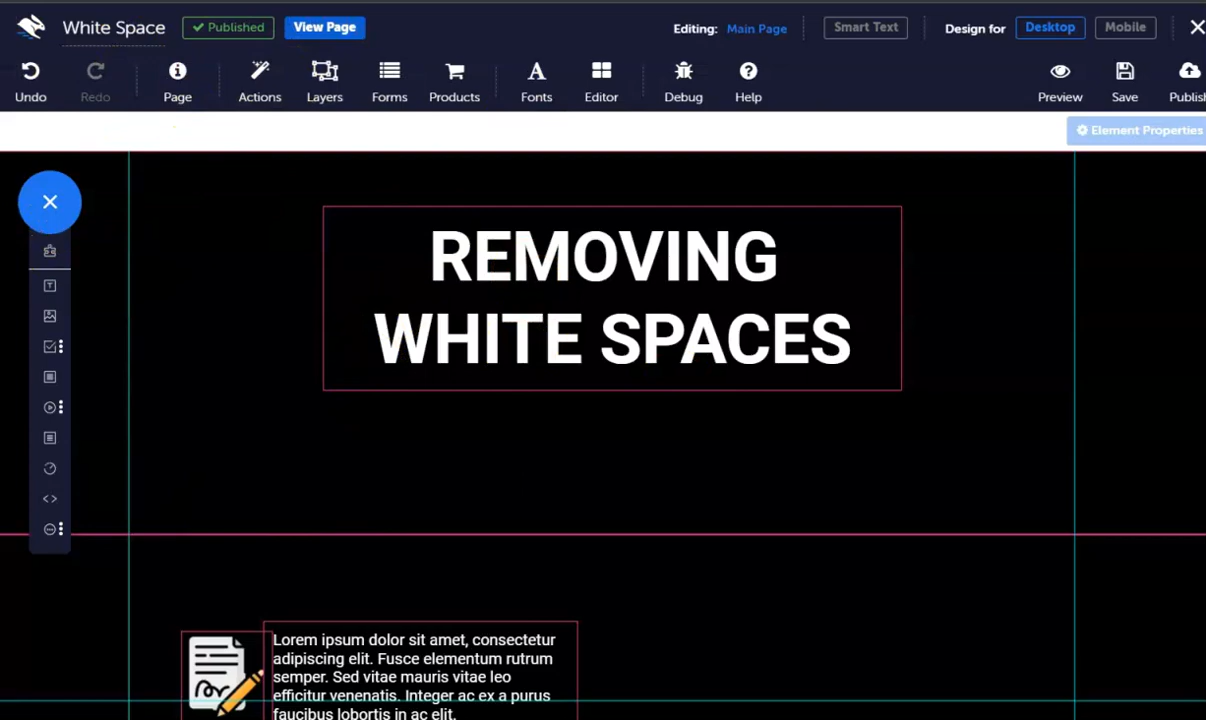 White Space
Published
View Page
Editing: Main Page
Smart Text
Design for
Desktop
Mobile
Undo
Redo
Page
Actions
Layers
Forms
Products
Fonts
Editor
Debug
Help
Preview
Save
Publis
Element Properties
REMOVING
WHITE SPACES
Lorem ipsum dolor sit amet, consectetur
adipiscing elit. Fusce elementum rutrum
semper. Sed vitae mauris vitae leo
efficitur venenatis. Integer ac ex a purus
faucibus lobortis in ac elit.